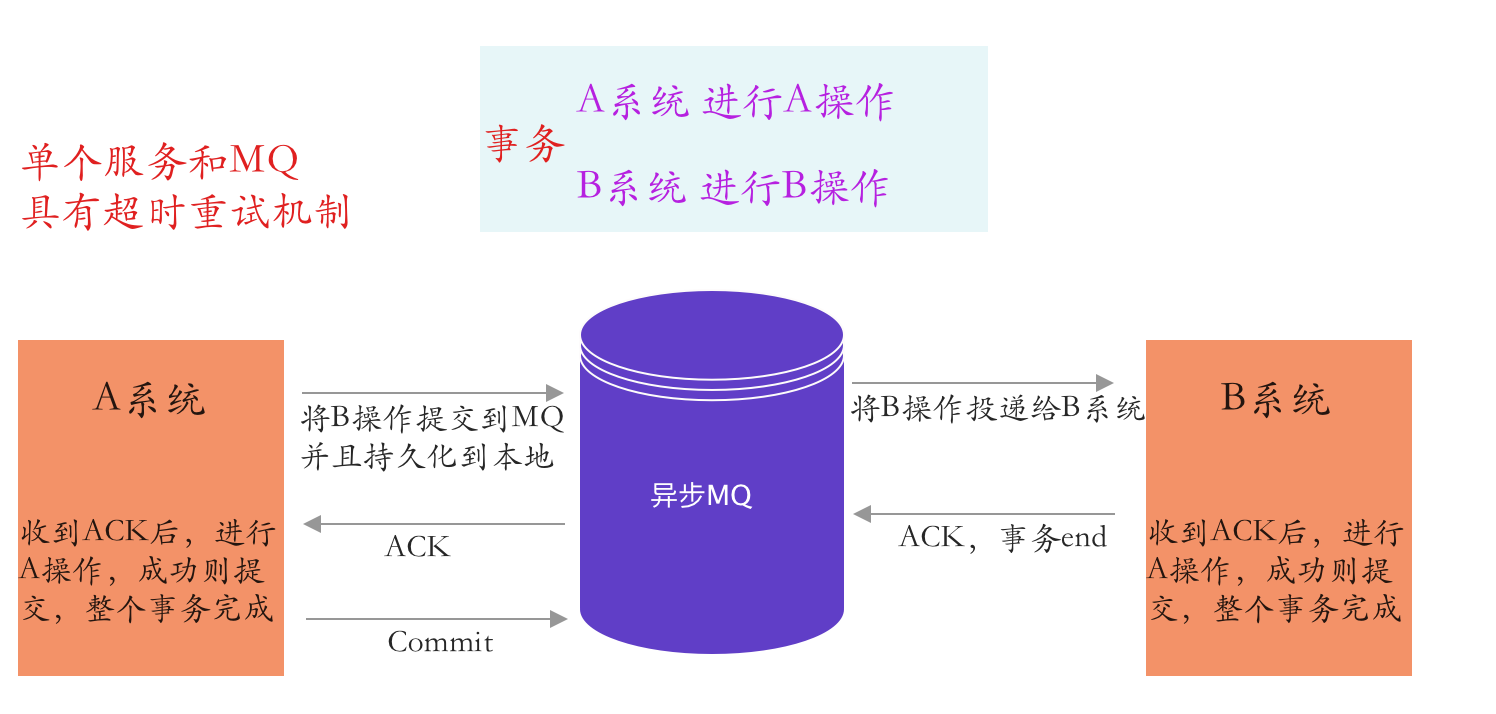 事务
A系统 进行A操作
B系统 进行B操作
单个服务和MQ
具有超时重试机制
A系统
收到ACK后，进行
A操作，成功则提
交，整个事务完成
将B操作提交到MQ
并且持久化到本地
ACK
Commit
异步MQ
将B操作投递给B系统
ACK，事务end
B系统
收到ACK后，进行
A操作，成功则提
交，整个事务完成